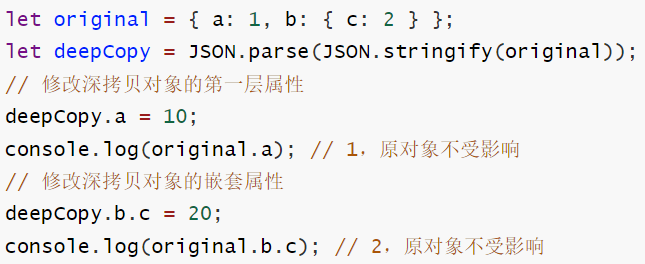 let original = { a: 1, b: { c: 2 } };
let deepCopy = JSON.parse(JSON.stringify(original));
// 修改深拷贝对象的第一层属性
deepCopy.a = 10;
console.log(original.a); // 1，原对象不受影响
// 修改深拷贝对象的嵌套属性
deepCopy.b.c = 20;
console.log(original.b.c); // 2，原对象不受影响